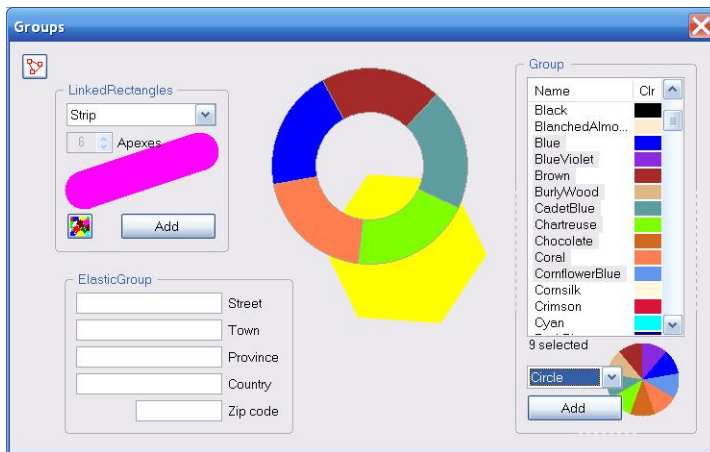 Groups
LinkedRectangles
Strip
6 Apexes
Add
ElasticGroup
Street
Town
Province
Country
Zip code
Group
Name Clr
Black
BlanchedAlmo...
Blue
BlueViolet
Brown
BurlyWood
CadetBlue
Chartreuse
Chocolate
Coral
CornflowerBlue
Cornsilk
Crimson
Cyan
9 selected
Circle
Add